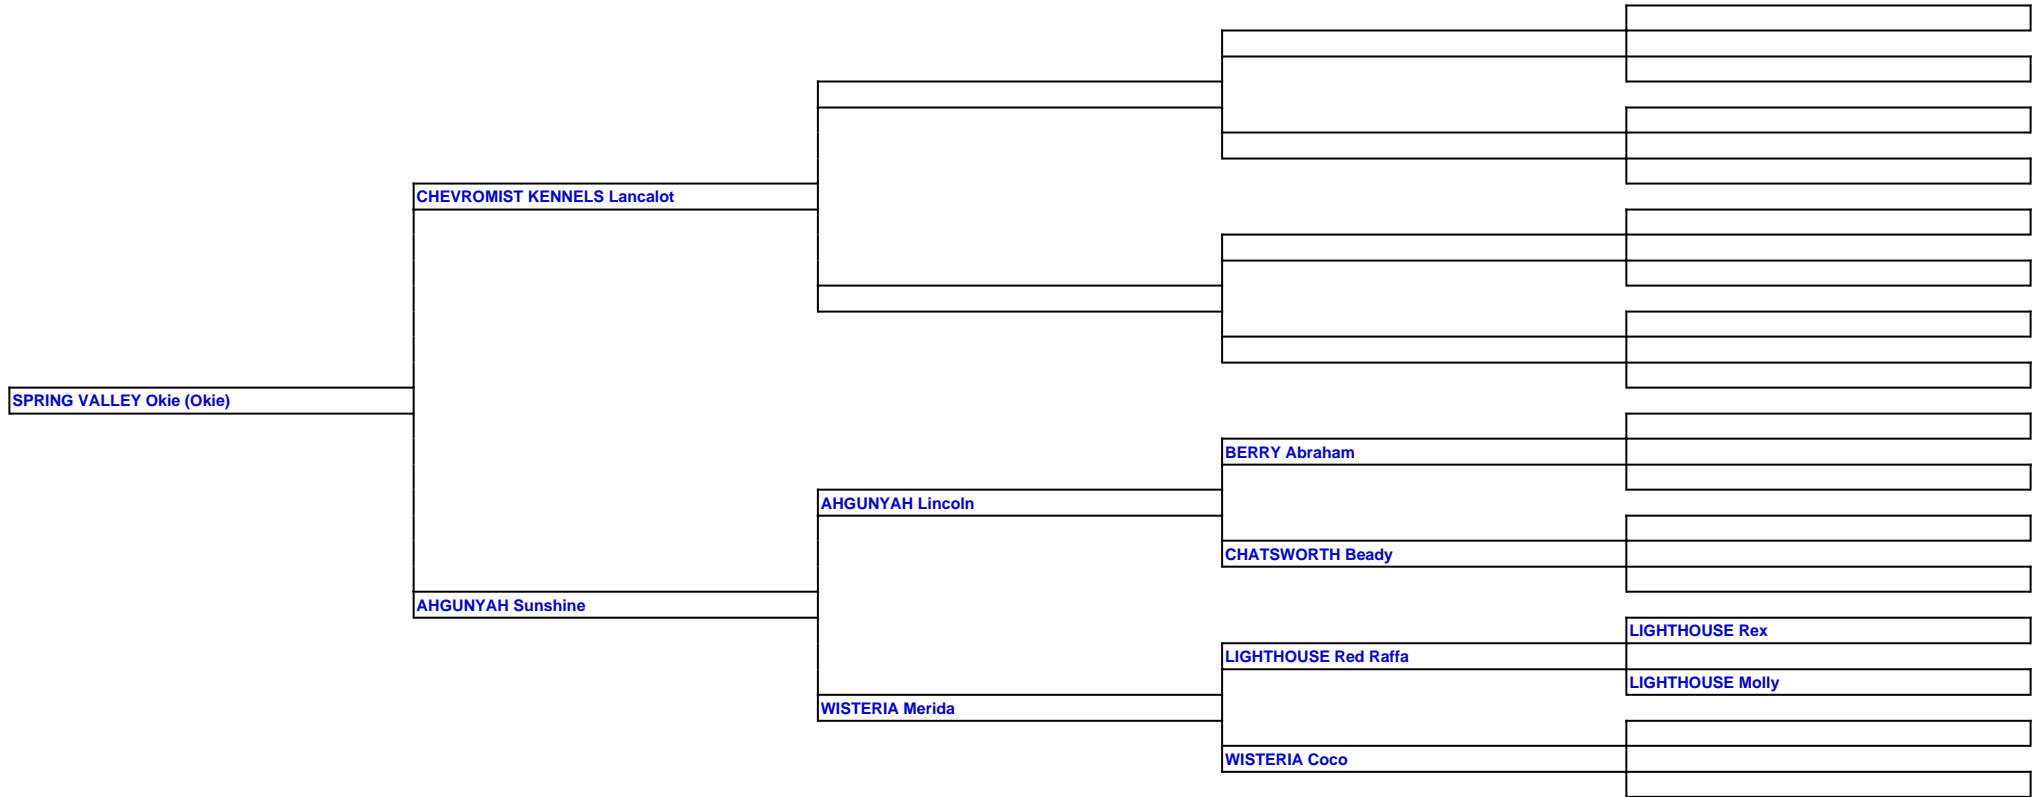 CHEVROMIST KENNELS Lancalot
SPRING VALLEY Okie (Okie)
BERRY Abraham
AHGUNYAH Lincoln
CHATSWORTH Beady
AHGUNYAH Sunshine
LIGHTHOUSE Rex
LIGHTHOUSE Red Raffa
LIGHTHOUSE Molly
WISTERIA Merida
WISTERIA Coco